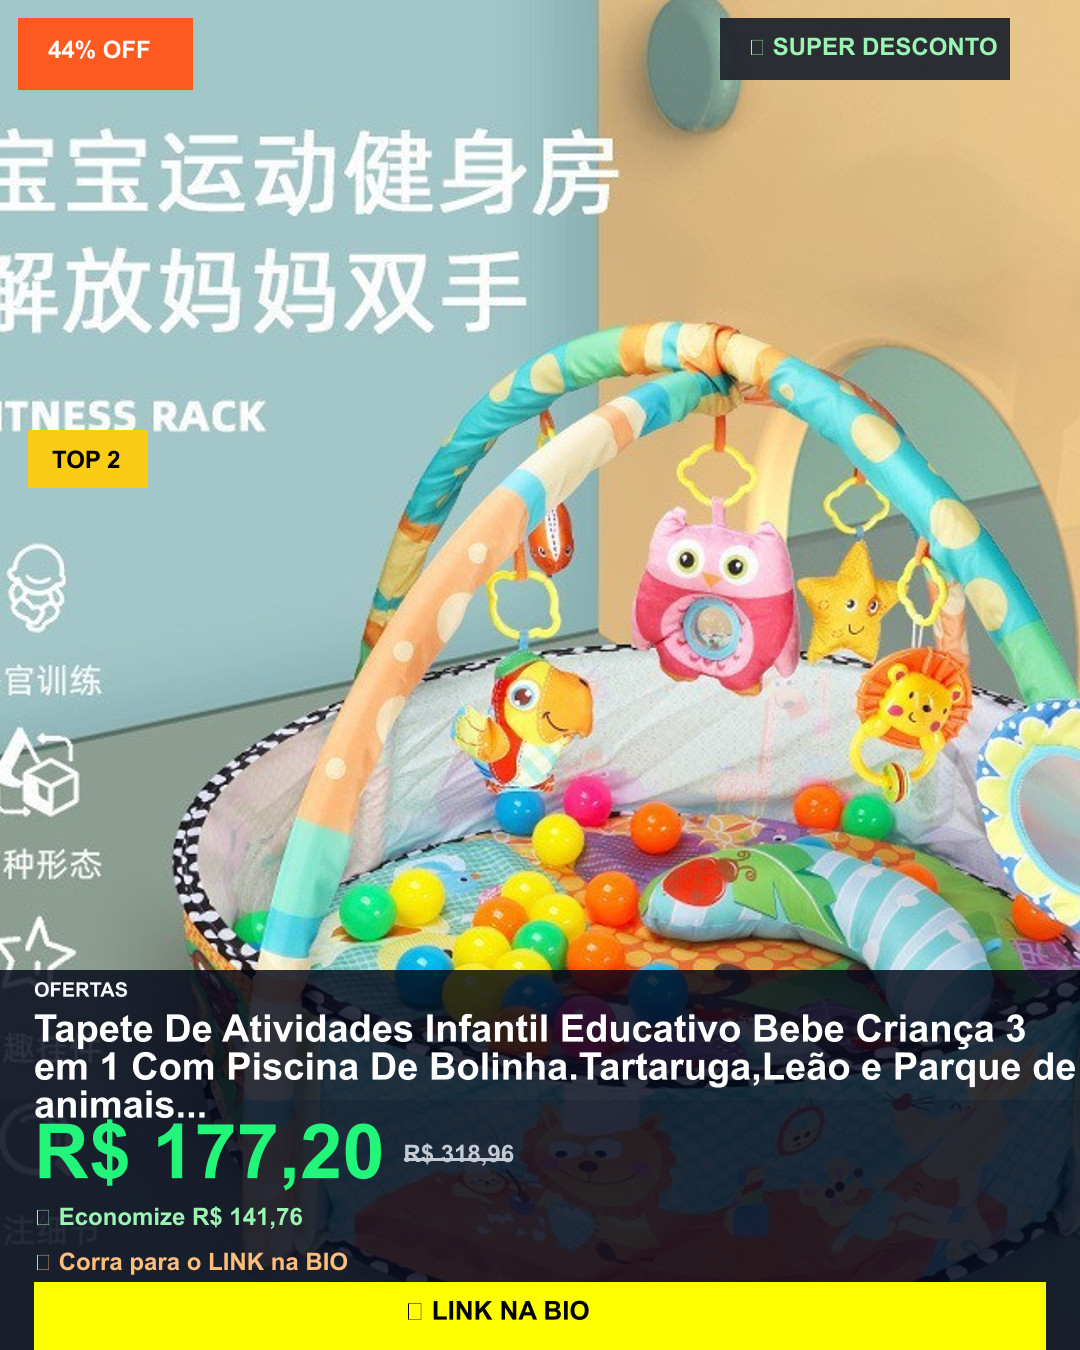 44% OFF
SUPER DESCONTO
宝宝运动健身房
解放妈妈双手
ITNESS RACK
TOP 2
官训练
种形态
OFERTAS
Tapete De Atividades Infantil Educativo Bebe Criança 3
em 1 Com Piscina De Bolinha.Tartaruga,Leão e Parque de
animais...
R$ 177,20 R$ 318,96
Economize R$ 141,76
Corra para o LINK na BIO
LINK NA BIO